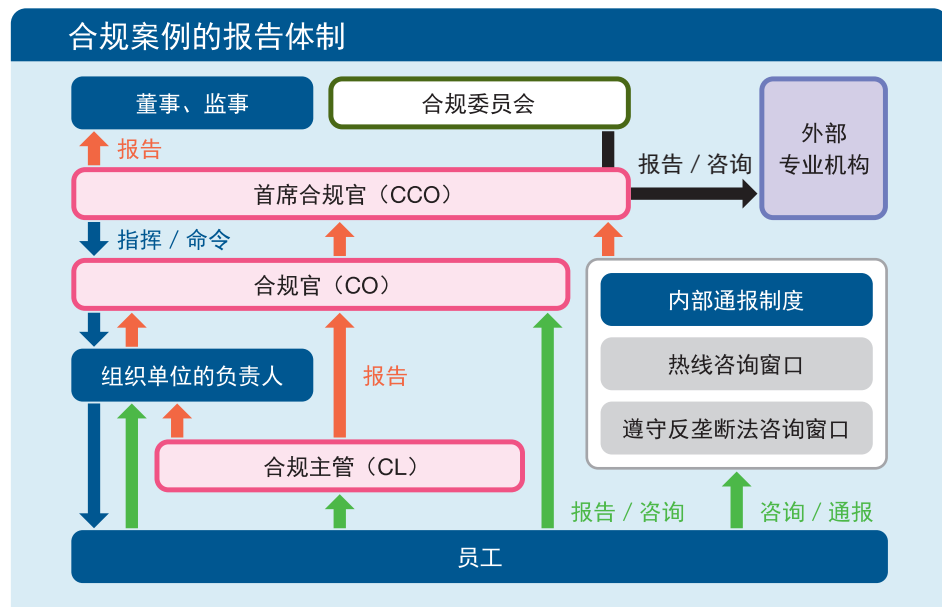 合规案例的报告体制
董事、监事
合规委员会
外部
专业机构
报告
报告 / 咨询
首席合规官（CCO）
指挥 / 命令
合规官（CO）
内部通报制度
热线咨询窗口
遵守反垄断法咨询窗口
组织单位的负责人
报告
合规主管（CL）
报告 / 咨询
咨询 / 通报
员工